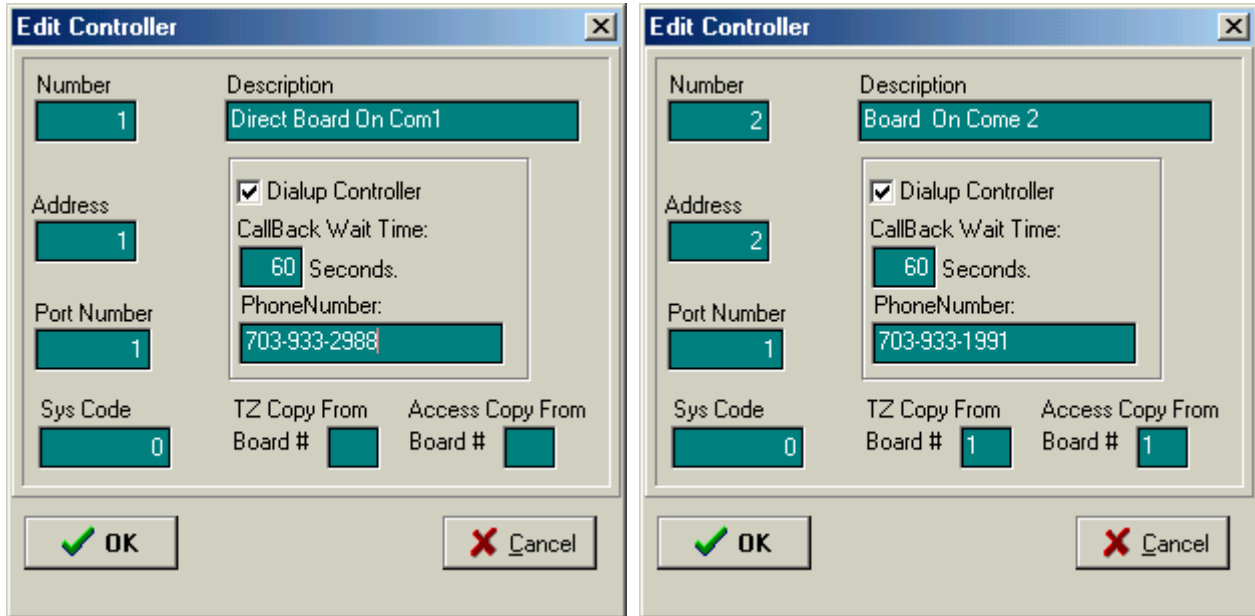 Edit Controller
Number Description
1 Direct Board On Com1
Dialup Controller
Address CallBack Wait Time:
1 60 Seconds.
Port Number PhoneNumber:
1 703-933-2988
Sys Code TZ Copy From Access Copy From
0 Board # Board #
OK Cancel
Edit Controller
Number Description
2 Board On Come 2
Dialup Controller
Address CallBack Wait Time:
2 60 Seconds.
Port Number PhoneNumber:
1 703-933-1991
Sys Code TZ Copy From Access Copy From
0 Board # 1 Board # 1
OK Cancel